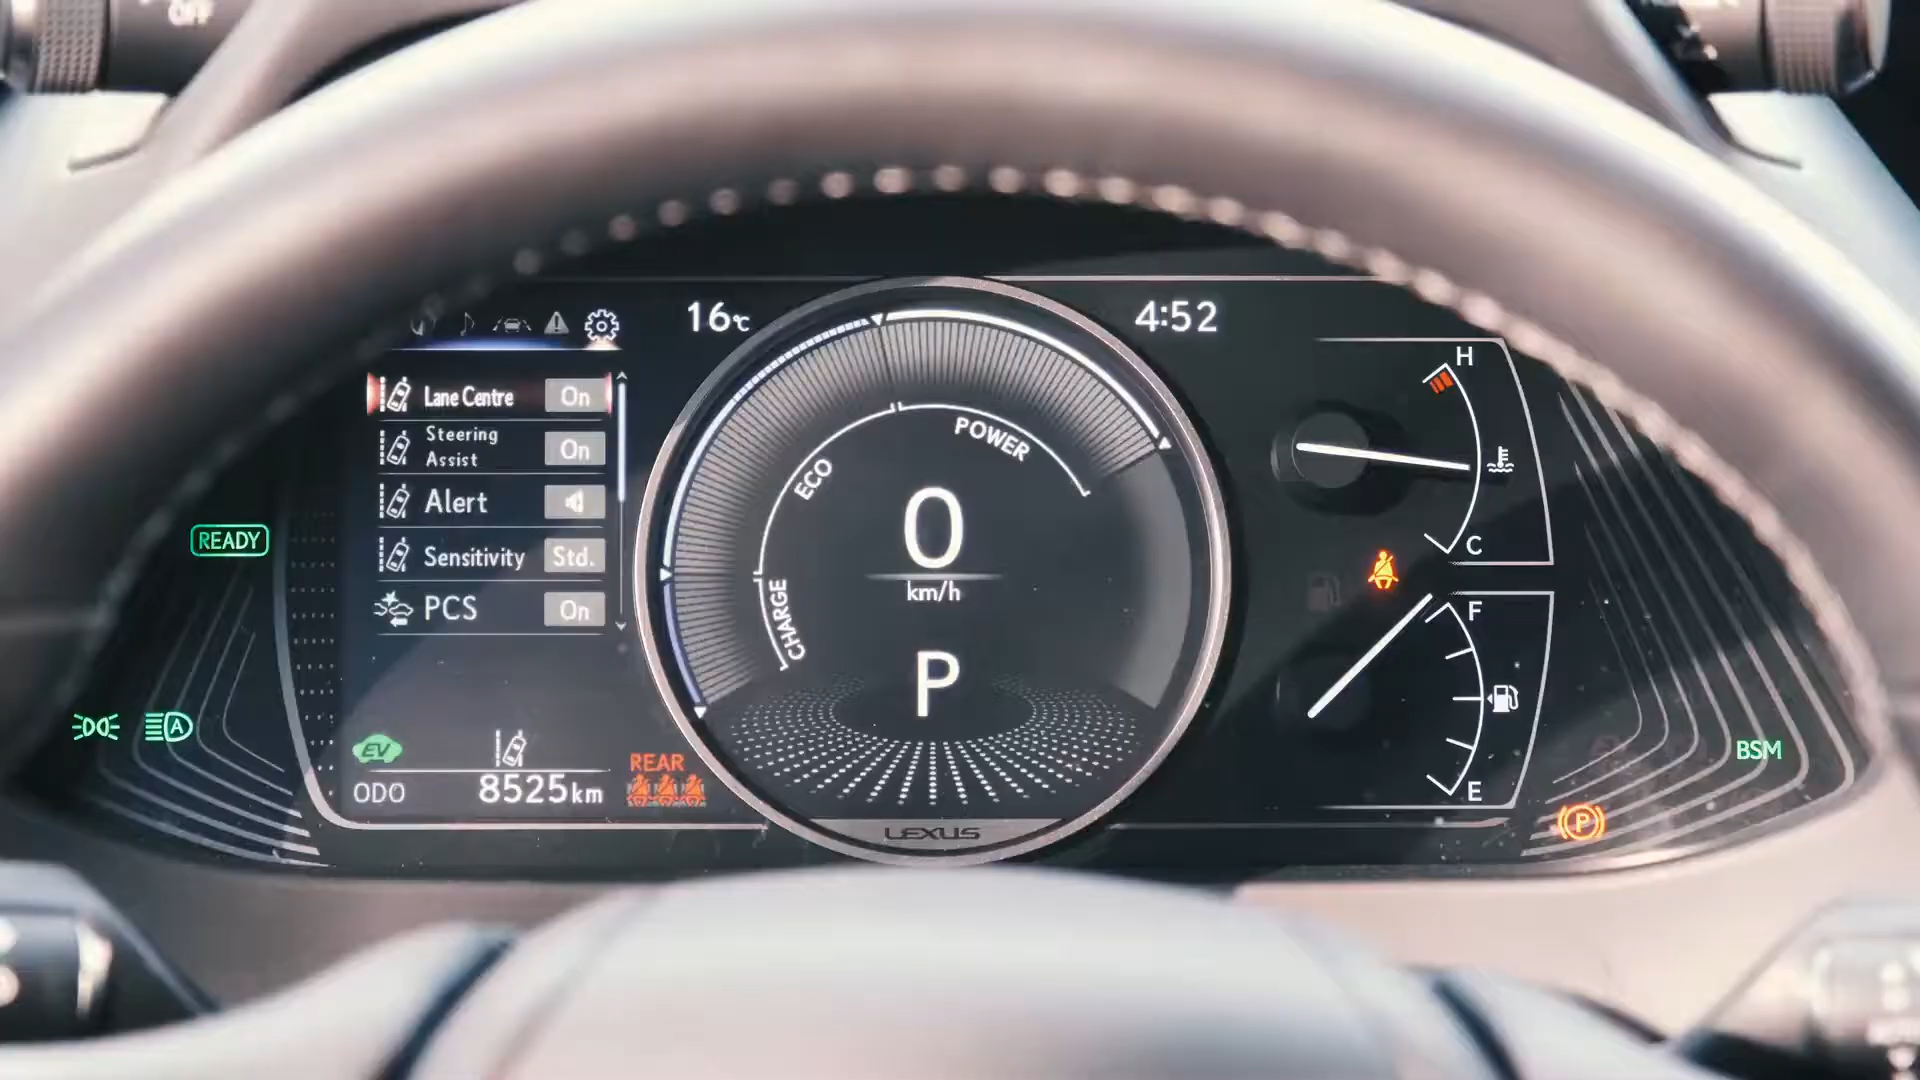 OFF
16℃
4:52
Lane Centre On
Steering
Assist
On
Alert
Sensitivity Std.
PCS On
READY
A
EV
ODO 8525km
REAR
POWER
ECO
CHARGE
0
km/h
P
LEXUS
H
C
F
E
BSM
P